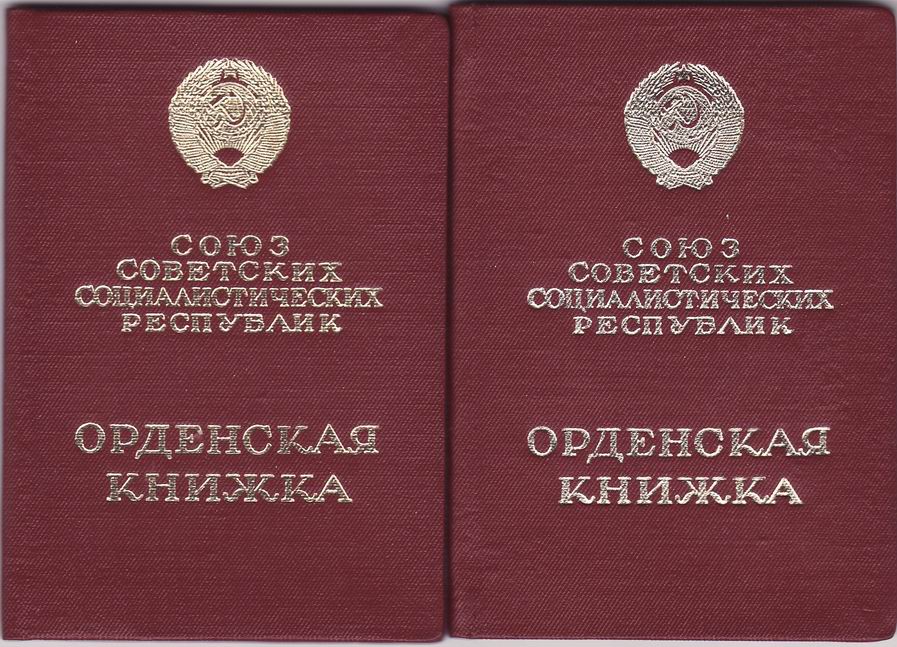 СОЮЗ
СОВЕТСКИХ
СОЦИАЛИСТИЧЕСКИХ
РЕСПУБЛИК
ОРДЕНСКАЯ
КНИЖКА
СОЮЗ
СОВЕТСКИХ
СОЦИАЛИСТИЧЕСКИХ
РЕСПУБЛИК
ОРДЕНСКАЯ
КНИЖКА